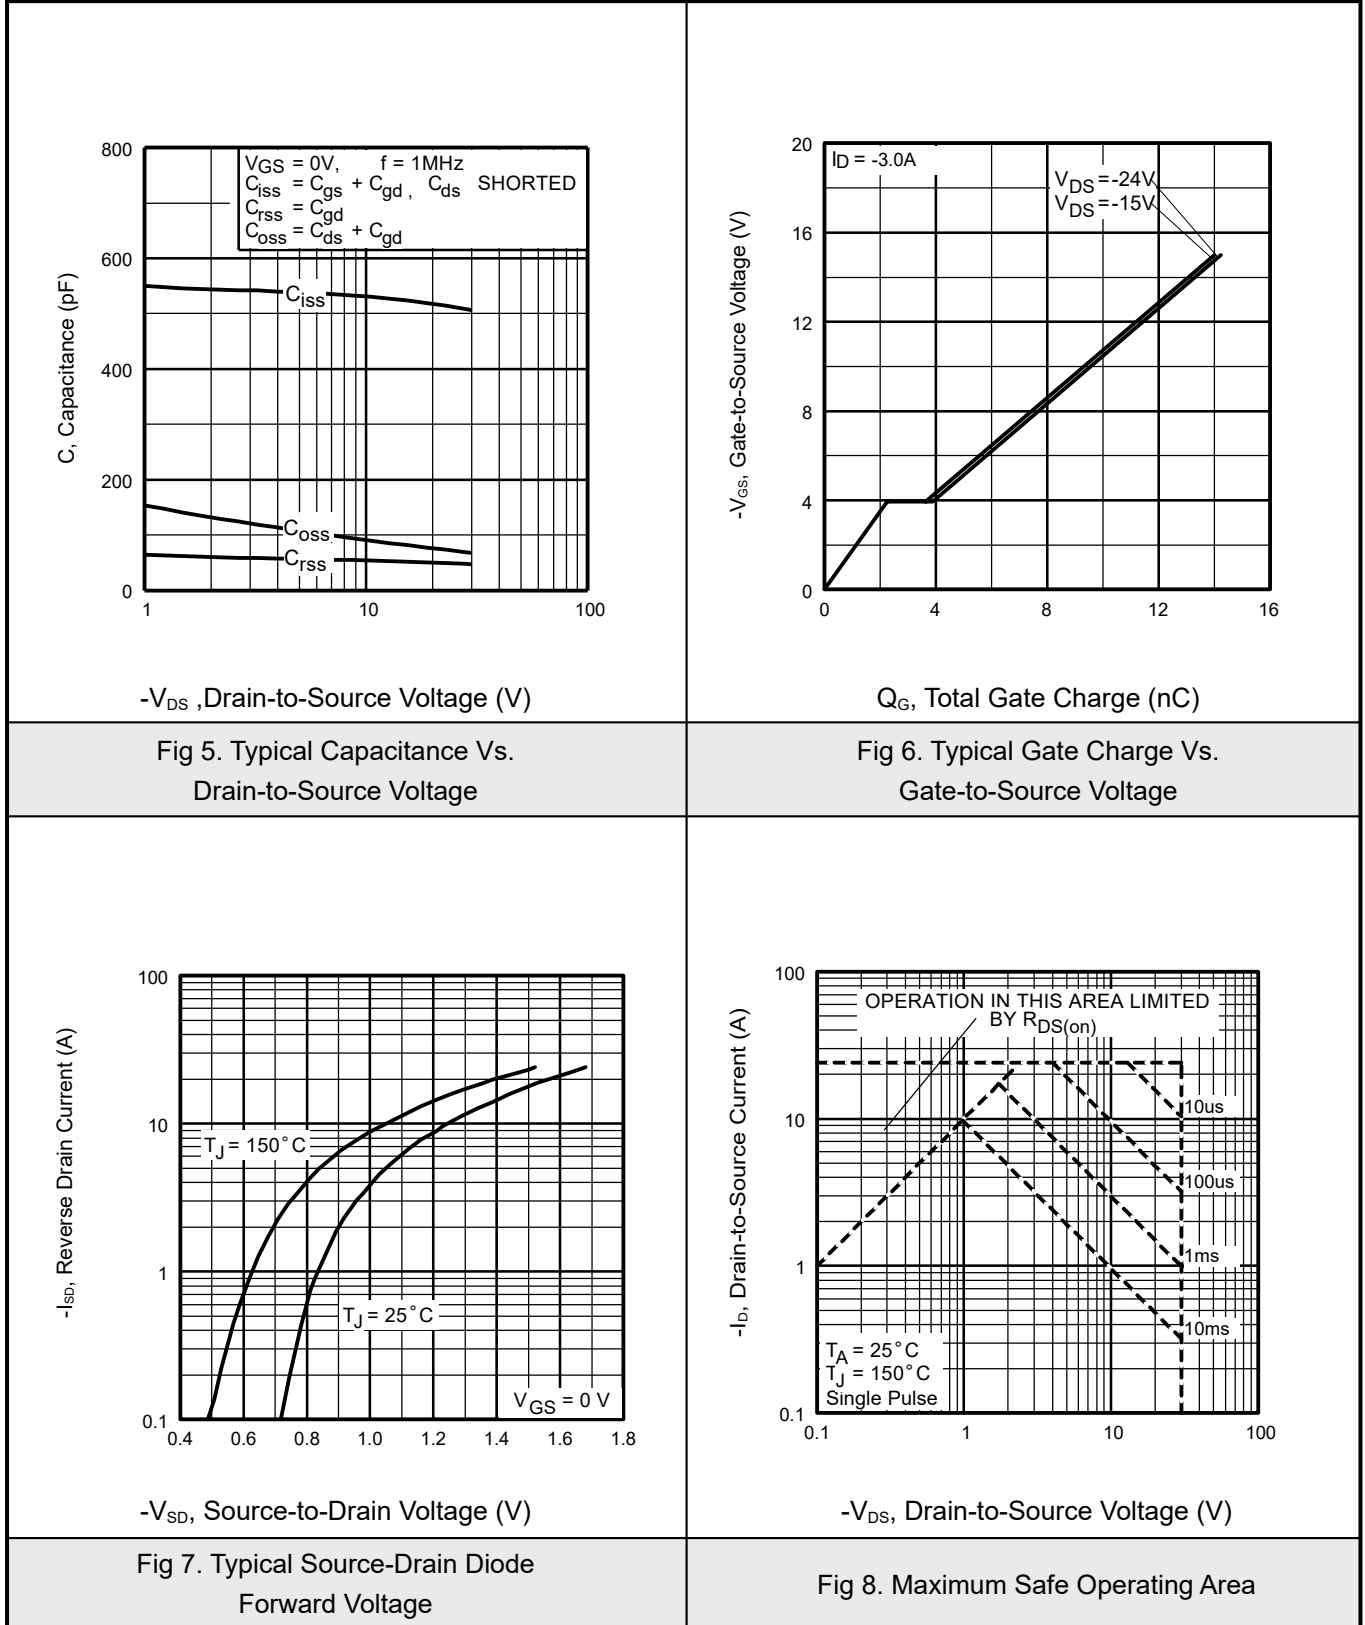 800
600
400
200
0
1
10
100
VGS = 0V, f = 1MHz
Ciss = Cgs + Cgd , Cds SHORTED
Crss = Cgd
Coss = Cds + Cgd
Ciss
Coss
Crss
C, Capacitance (pF)
-VDS ,Drain-to-Source Voltage (V)
Fig 5. Typical Capacitance Vs.
Drain-to-Source Voltage
20
16
12
8
4
0
0
4
8
12
16
ID = -3.0A
VDS =-24V
VDS =-15V
-VGS, Gate-to-Source Voltage (V)
QG, Total Gate Charge (nC)
Fig 6. Typical Gate Charge Vs.
Gate-to-Source Voltage
100
10
1
0.1
0.4
0.6
0.8
1.0
1.2
1.4
1.6
1.8
TJ = 150°C
TJ = 25°C
VGS = 0 V
-ISD, Reverse Drain Current (A)
-VSD, Source-to-Drain Voltage (V)
Fig 7. Typical Source-Drain Diode
Forward Voltage
100
10
1
0.1
0.1
1
10
100
OPERATION IN THIS AREA LIMITED
BY RDS(on)
10us
100us
1ms
10ms
TA = 25°C
TJ = 150°C
Single Pulse
-ID, Drain-to-Source Current (A)
-VDS, Drain-to-Source Voltage (V)
Fig 8. Maximum Safe Operating Area